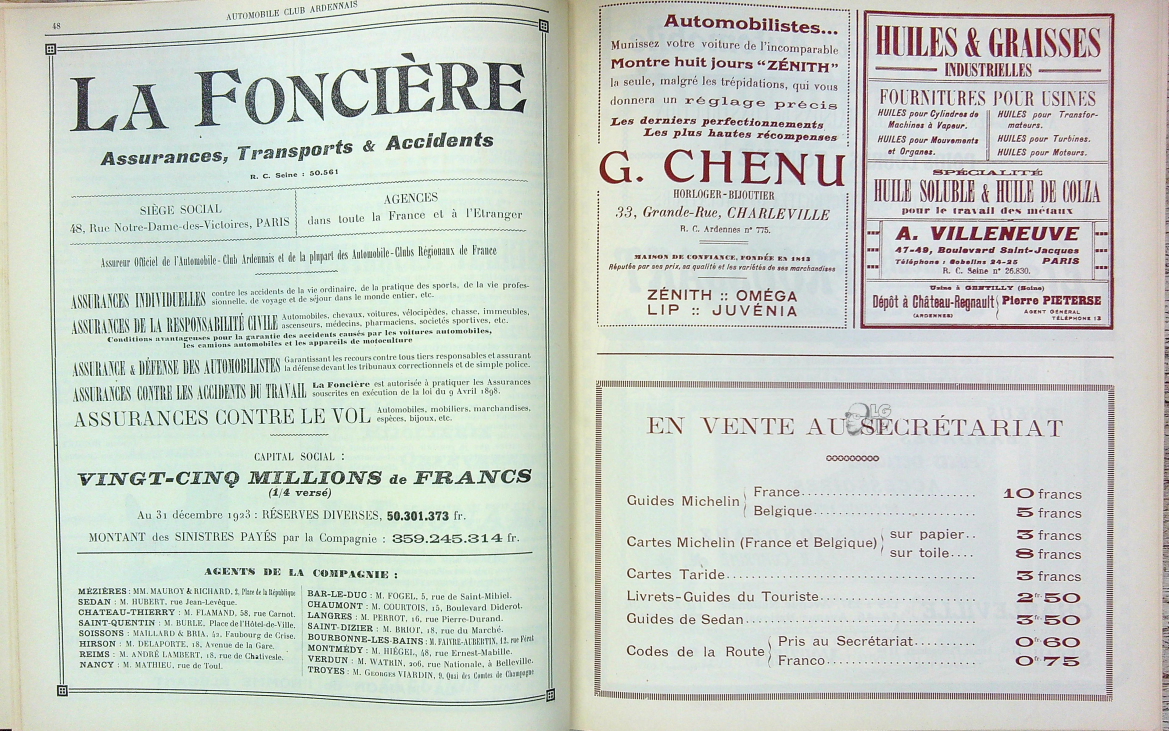 48
AUTOMOBILE CLUB ARDENNAIS
LA FONCIÈRE
Assurances, Transports & Accidents
R. C. Seine : 50.561
SIÈGE SOCIAL
48, Rue Notre-Dame-des-Victoires, PARIS
AGENCES
dans toute la France et à l'Etranger
Assureur Officiel de l'Automobile-Club Ardennais et de la plupart des Automobile-Clubs Régionaux de France
ASSURANCES INDIVIDUELLES contre les accidents de la vie ordinaire, de la pratique des sports, de la vie profes-
sionnelle, de voyage et de séjour dans le monde entier, etc.
ASSURANCES DE LA RESPONSABILITÉ CIVILE Automobiles, chevaux, voitures, vélocipèdes, chasse, immeubles,
ascenseurs, médecins, pharmaciens, sociétés sportives, etc.
Conditions avantageuses pour la garantie des accidents causés par les voitures automobiles,
les camions automobiles et les appareils de motoculture
ASSURANCE & DÉFENSE DES AUTOMOBILISTES Garantissant les recours contre tous tiers responsables et assurant
la défense devant les tribunaux correctionnels et de simple police.
ASSURANCES CONTRE LES ACCIDENTS DU TRAVAIL La Foncière est autorisée à pratiquer les Assurances
souscrites en exécution de la loi du 9 Avril 1898.
ASSURANCES CONTRE LE VOL Automobiles, mobiliers, marchandises,
espèces, bijoux, etc.
CAPITAL SOCIAL :
VINGT-CINQ MILLIONS de FRANCS
(1/4 versé)
Au 31 décembre 1923 : RÉSERVES DIVERSES, 50.301.373 fr.
MONTANT des SINISTRES PAYÉS par la Compagnie : 359.245.314 fr.
AGENTS DE LA COMPAGNIE :
MÉZIÈRES : MM. MAUROY & RICHARD, 2, Place de la République
SEDAN : M. HUBERT, rue Jean-Levêque.
CHATEAU-THIERRY : M. FLAMAND, 58, rue Carnot.
SAINT-QUENTIN : M. BURLE, Place de l'Hôtel-de-Ville.
SOISSONS : MAILLARD & BRIA, 42, Faubourg de Crise.
HIRSON : M. DELAPORTE, 18, Avenue de la Gare.
REIMS : M. ANDRÉ LAMBERT, 18, rue de Chativesle.
NANCY : M. MATHIEU, rue de Toul.
BAR-LE-DUC : M. FOGEL, 5, rue de Saint-Mihiel.
CHAUMONT : M. COURTOIS, 15, Boulevard Diderot.
LANGRES : M. PERROT, 16, rue Pierre-Durand.
SAINT-DIZIER : M. BRIOT, 18, rue du Marché.
BOURBONNE-LES-BAINS : M. FAIVRE-AUBERTIN, 12, rue Férat
MONTMÉDY : M. HIÉGEL, 48, rue Ernest-Mabille.
VERDUN : M. WATRIN, 206, rue Nationale, à Belleville.
TROYES : M. GEORGES VIARDIN, 9, Quai des Comtes de Champagne
Automobilistes...
Munissez votre voiture de l'incomparable
Montre huit jours "ZÉNITH"
la seule, malgré les trépidations, qui vous
donnera un réglage précis
Les derniers perfectionnements
Les plus hautes récompenses
G. CHENU
HORLOGER-BIJOUTIER
33, Grande-Rue, CHARLEVILLE
R. C. Ardennes n° 775.
MAISON DE CONFIANCE, FONDÉE EN 1843
Réputée par ses prix, sa qualité et les variétés de ses marchandises
ZÉNITH :: OMÉGA
LIP :: JUVÉNIA
HUILES & GRAISSES
INDUSTRIELLES
FOURNITURES POUR USINES
HUILES pour Cylindres de
Machines à Vapeur.
HUILES pour Mouvements
et Organes.
HUILES pour Transfor-
mateurs.
HUILES pour Turbines.
HUILES pour Moteurs.
SPÉCIALITÉ
HUILE SOLUBLE & HUILE DE COLZA
pour le travail des métaux
A. VILLENEUVE
47-49, Boulevard Saint-Jacques
Téléphone : Gobelins 24-25 PARIS
R. C. Seine n° 26.830.
Usine à GENTILLY (Seine)
Dépôt à Château-Regnault
(ARDENNES)
Pierre PIETERSE
AGENT GÉNÉRAL
TÉLÉPHONE 13
LG
EN VENTE AU SECRÉTARIAT
Guides Michelin France 10 francs
Belgique 5 francs
Cartes Michelin (France et Belgique) sur papier.. 3 francs
sur toile.... 8 francs
Cartes Taride 3 francs
Livrets-Guides du Touriste 2 fr. 50
Guides de Sedan 3 fr. 50
Codes de la Route Pris au Secrétariat 0 fr. 60
Franco 0 fr. 75